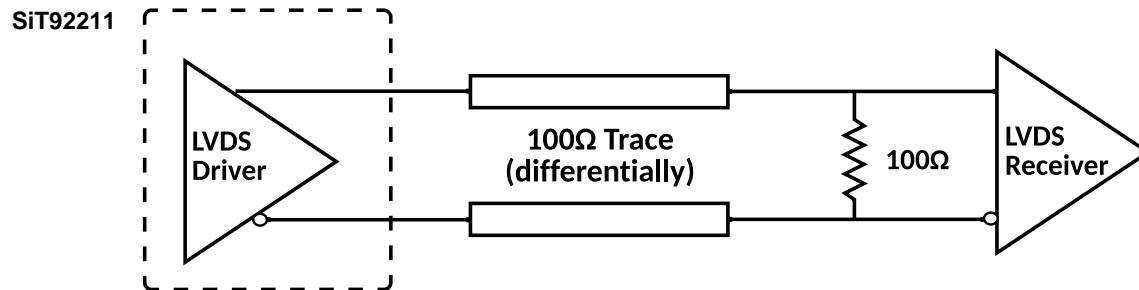 SiT92211
LVDS
Driver
100Ω Trace
(differentially)
100Ω
LVDS
Receiver